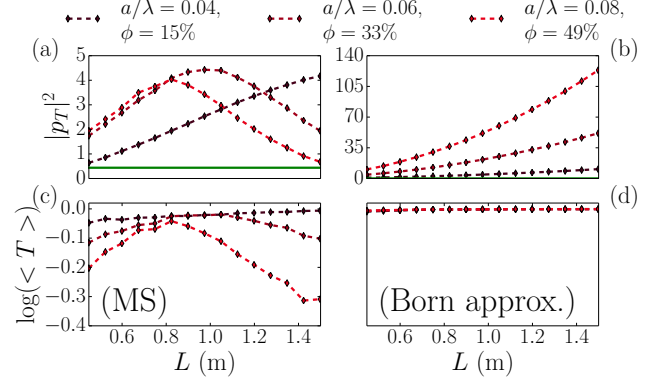 a/λ = 0.04, a/λ = 0.06, a/λ = 0.08,
ϕ = 15% ϕ = 33% ϕ = 49%
(a) (b)
|p_T|^2
5
4
3
2
1
0
140
105
70
35
0
(c) (d)
log(< T >)
0.0
−0.1
−0.2
−0.3
−0.4
(MS) (Born approx.)
0.6 0.8 1.0 1.2 1.4 0.6 0.8 1.0 1.2 1.4
L (m) L (m)